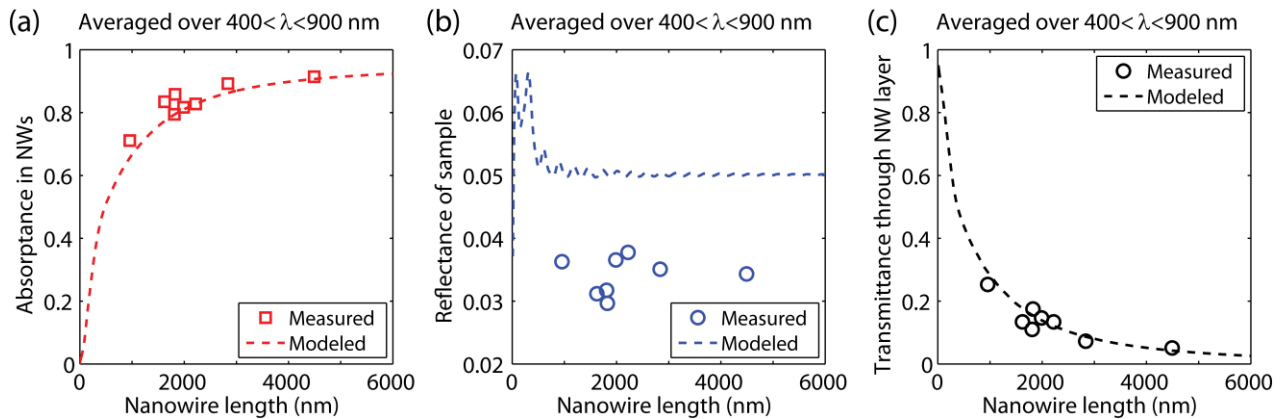 (a)
Averaged over 400< λ<900 nm
Absorptance in NWs
1
0.8
0.6
0.4
0.2
0
0
2000
4000
6000
Nanowire length (nm)
Measured
Modeled
(b)
Averaged over 400< λ<900 nm
Reflectance of sample
0.07
0.06
0.05
0.04
0.03
0.02
0
2000
4000
6000
Nanowire length (nm)
Measured
Modeled
(c)
Averaged over 400< λ<900 nm
Transmittance through NW layer
1
0.8
0.6
0.4
0.2
0
0
2000
4000
6000
Nanowire length (nm)
Measured
Modeled